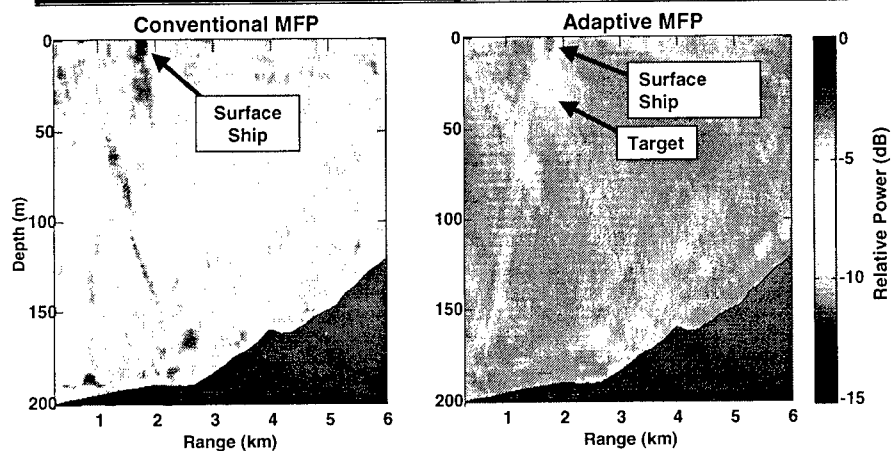 Conventional MFP
0
50
100
150
200
Depth (m)
1 2 3 4 5 6
Range (km)
Surface
Ship
Adaptive MFP
0
50
100
150
200
1 2 3 4 5 6
Range (km)
Surface
Ship
Target
0
-5
-10
-15
Relative Power (dB)